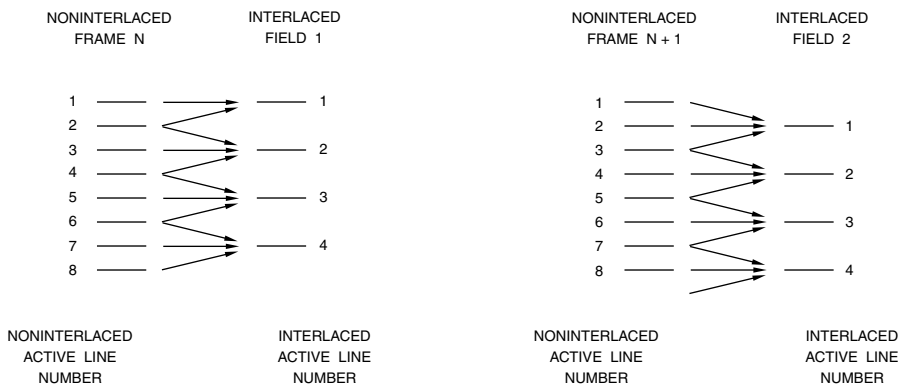 NONINTERLACED
FRAME N
INTERLACED
FIELD 1
1
2
3
4
5
6
7
8
1
2
3
4
NONINTERLACED
ACTIVE LINE
NUMBER
INTERLACED
ACTIVE LINE
NUMBER
NONINTERLACED
FRAME N + 1
INTERLACED
FIELD 2
1
2
3
4
5
6
7
8
1
2
3
4
NONINTERLACED
ACTIVE LINE
NUMBER
INTERLACED
ACTIVE LINE
NUMBER